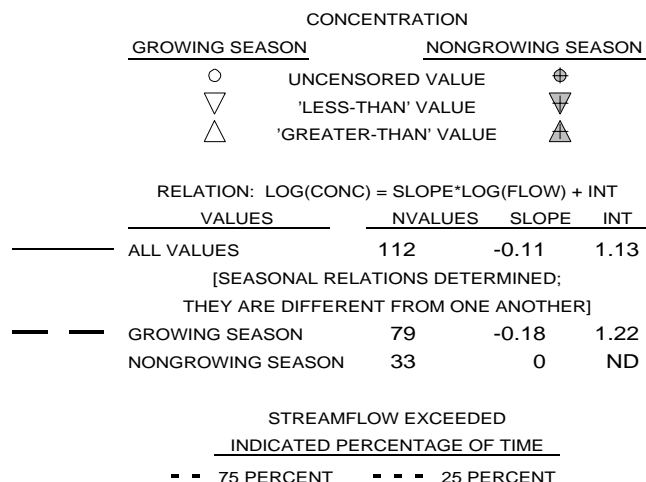 CONCENTRATION
GROWING SEASON NONGROWING SEASON
UNCENSORED VALUE
'LESS-THAN' VALUE
'GREATER-THAN' VALUE
RELATION: LOG(CONC) = SLOPE*LOG(FLOW) + INT
VALUES NVALUES SLOPE INT
ALL VALUES 112 -0.11 1.13
[SEASONAL RELATIONS DETERMINED;
THEY ARE DIFFERENT FROM ONE ANOTHER]
GROWING SEASON 79 -0.18 1.22
NONGROWING SEASON 33 0 ND
STREAMFLOW EXCEEDED
INDICATED PERCENTAGE OF TIME
75 PERCENT 25 PERCENT